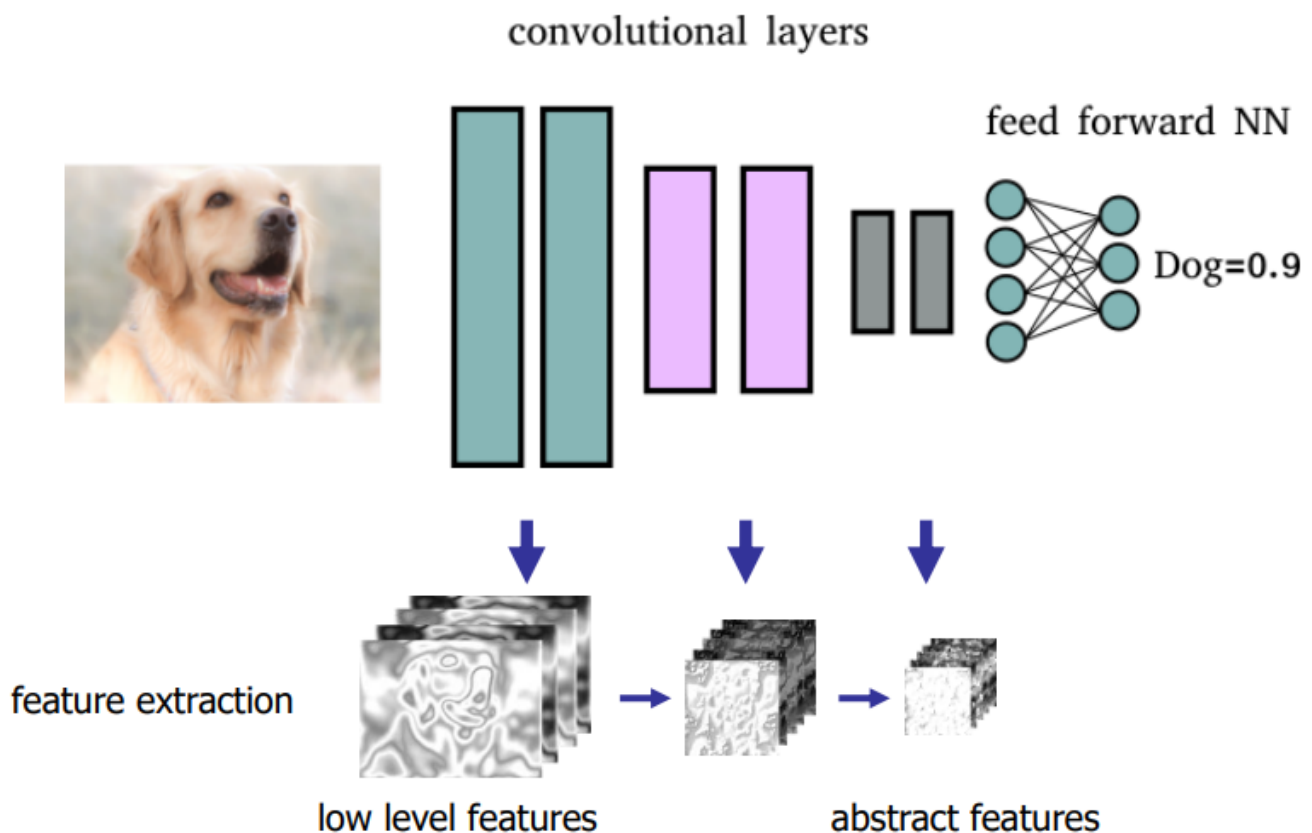 convolutional layers
feed forward NN
Dog=0.9
feature extraction
low level features
abstract features